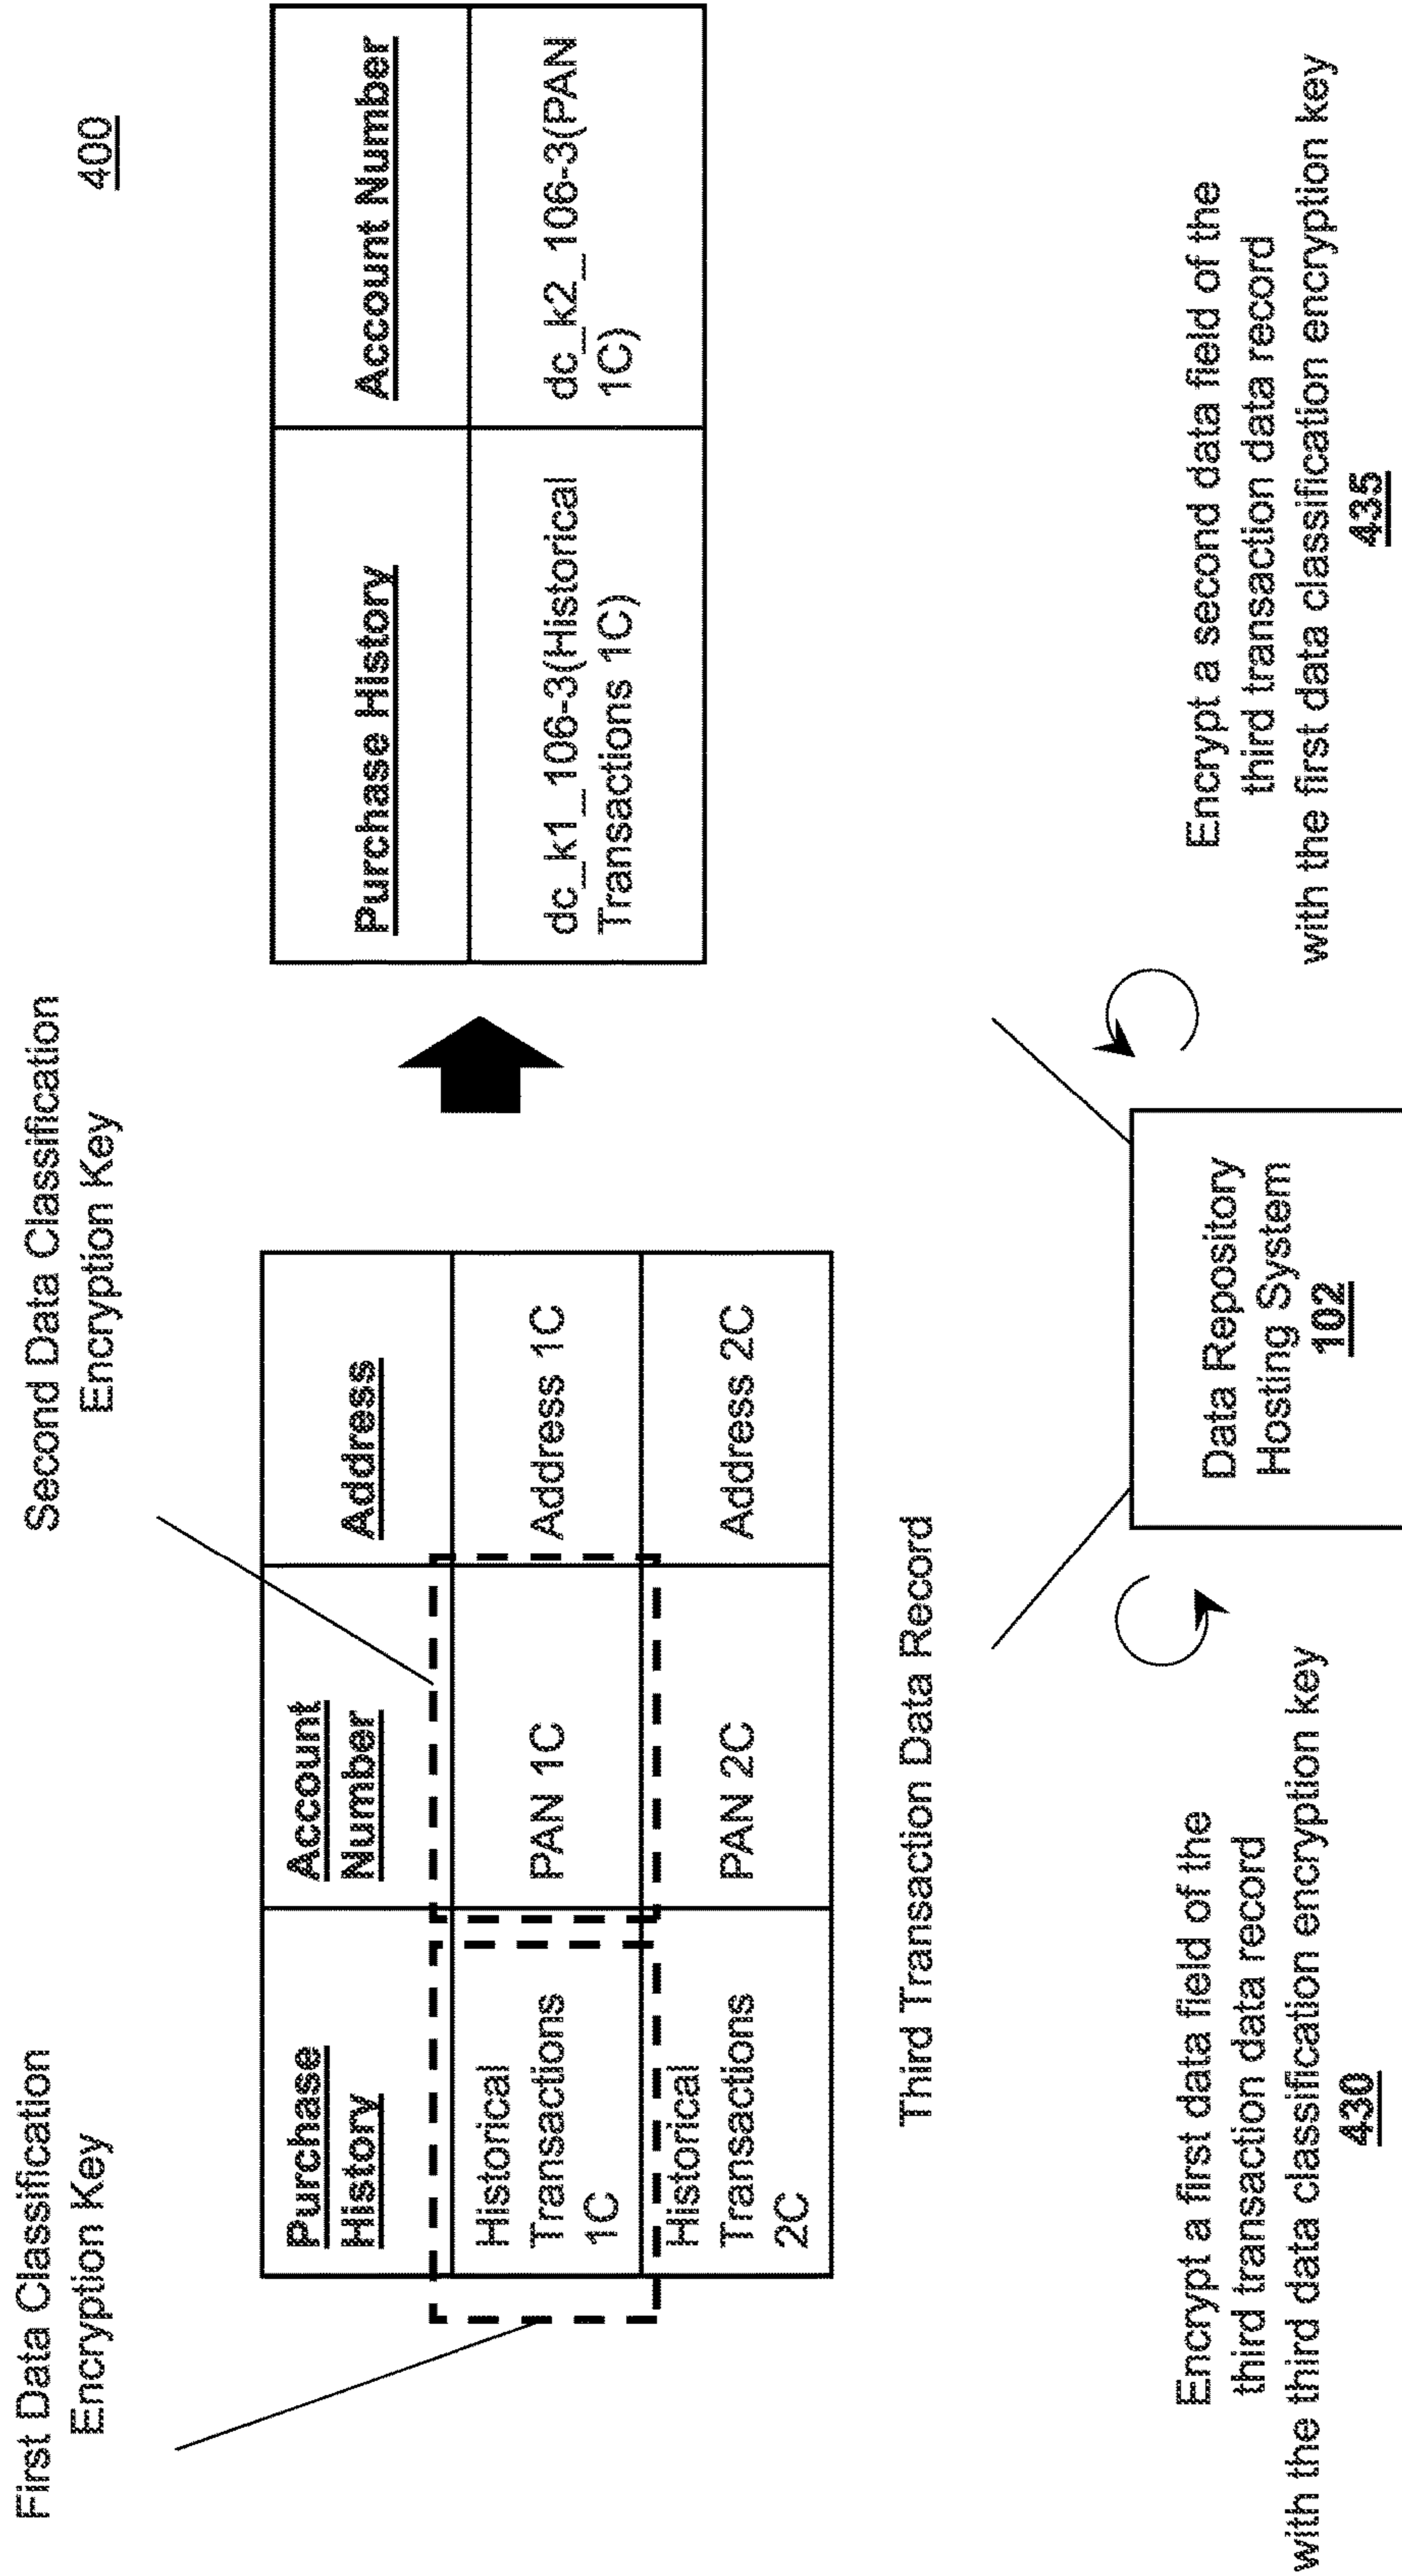 400
First Data Classification
Encryption Key
Second Data Classification
Encryption Key
Purchase
History
Account
Number
Address
Historical
Transactions
1C
PAN 1C
Address 1C
Historical
Transactions
2C
PAN 2C
Address 2C
Third Transaction Data Record
Purchase History
Account Number
dc_k1_106-3(Historical
Transactions 1C)
dc_k2_106-3(PAN
1C)
Encrypt a first data field of the
third transaction data record
with the third data classification encryption key
430
Data Repository
Hosting System
102
Encrypt a second data field of the
third transaction data record
with the first data classification encryption key
435